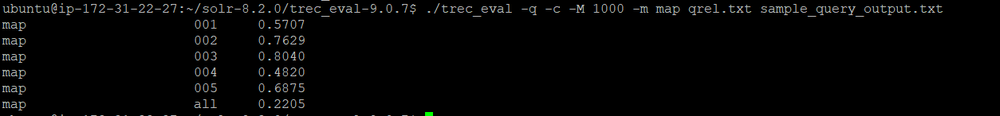 ubuntu@ip-172-31-22-27:~/solr-8.2.0/trec_eval-9.0.7$ ./trec_eval -q -c -M 1000 -m map qrel.txt sample_query_output.txt
map 001 0.5707
map 002 0.7629
map 003 0.8040
map 004 0.4820
map 005 0.6875
map all 0.2205